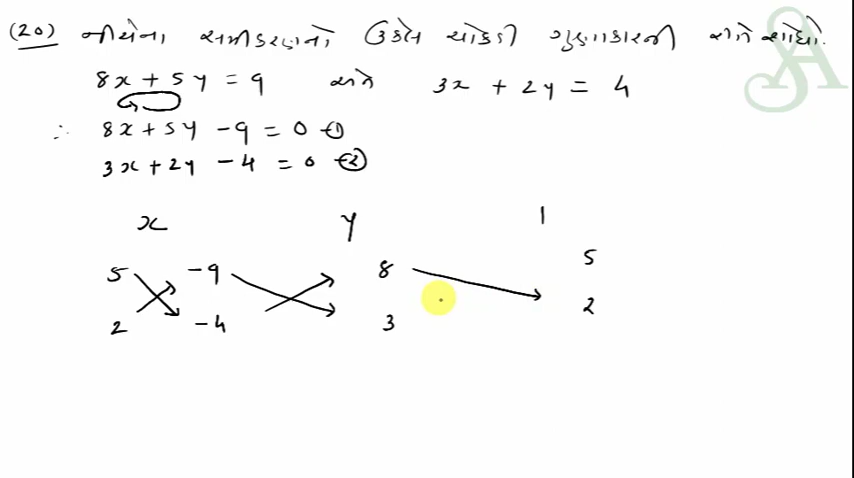 (20) નીચેના સમીકરણનો ઉકેલ ચોકડી ગુણાકારની રીતે શોધો.
8x + 5y = 9 અને 3x + 2y = 4
∴ 8x + 5y - 9 = 0 -①
3x + 2y - 4 = 0 -②
x y 1
5 -9 8 5
2 -4 3 2